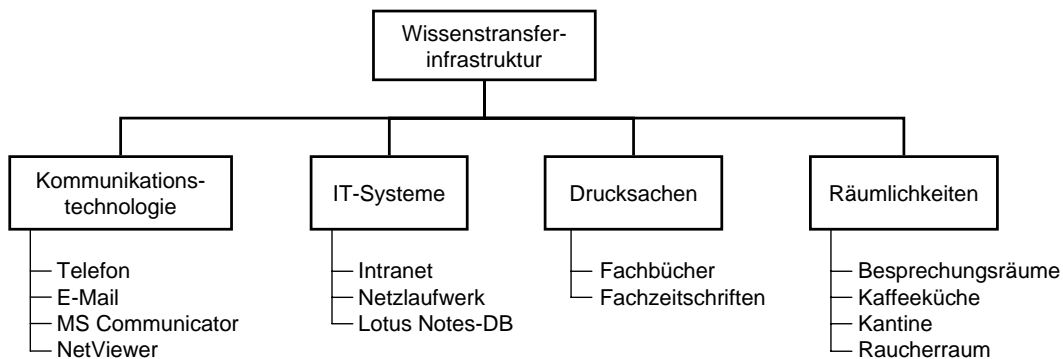 Wissenstransfer-
infrastruktur
Kommunikations-
technologie
IT-Systeme
Drucksachen
Räumlichkeiten
Telefon
E-Mail
MS Communicator
NetViewer
Intranet
Netzlaufwerk
Lotus Notes-DB
Fachbücher
Fachzeitschriften
Besprechungsräume
Kaffeeküche
Kantine
Raucherraum